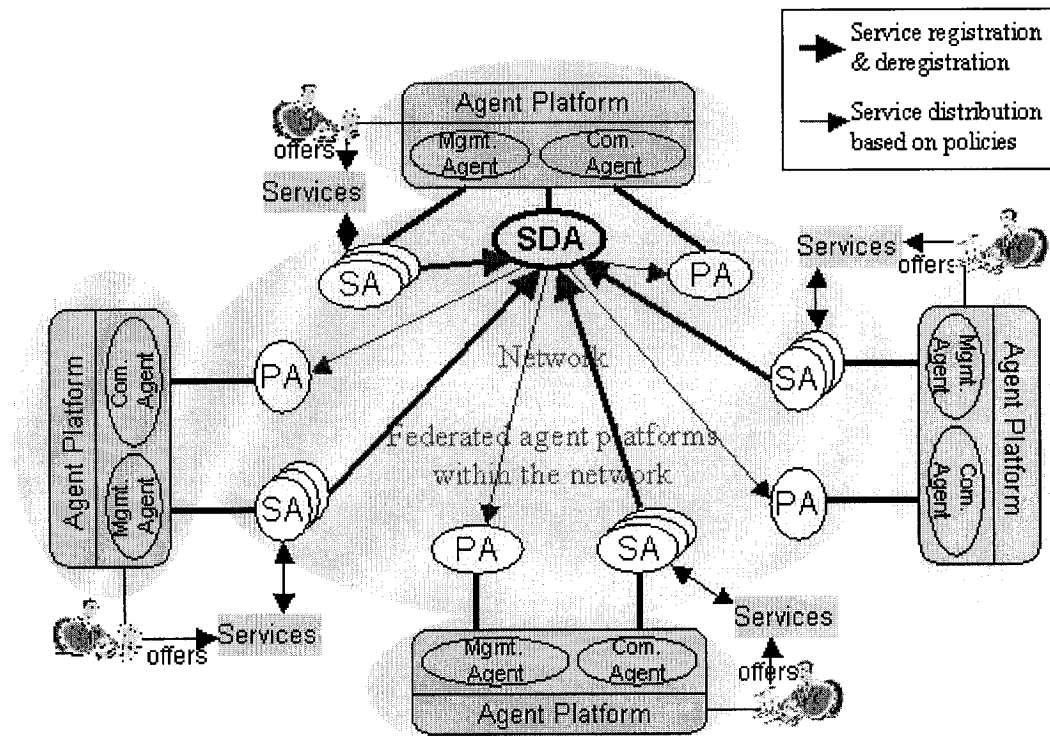 Service registration
& deregistration
Service distribution
based on policies
Agent Platform
Mgmt.
Agent
Com.
Agent
offers
Services
SDA
SA
PA
Services
offers
Network
Federated agent platforms
within the network
PA
SA
Agent Platform
Com.
Agent
Mgmt.
Agent
SA
PA
Mgmt.
Agent
Com.
Agent
Agent Platform
PA
SA
Services
offers
Services
offers
Mgmt.
Agent
Com.
Agent
Agent Platform